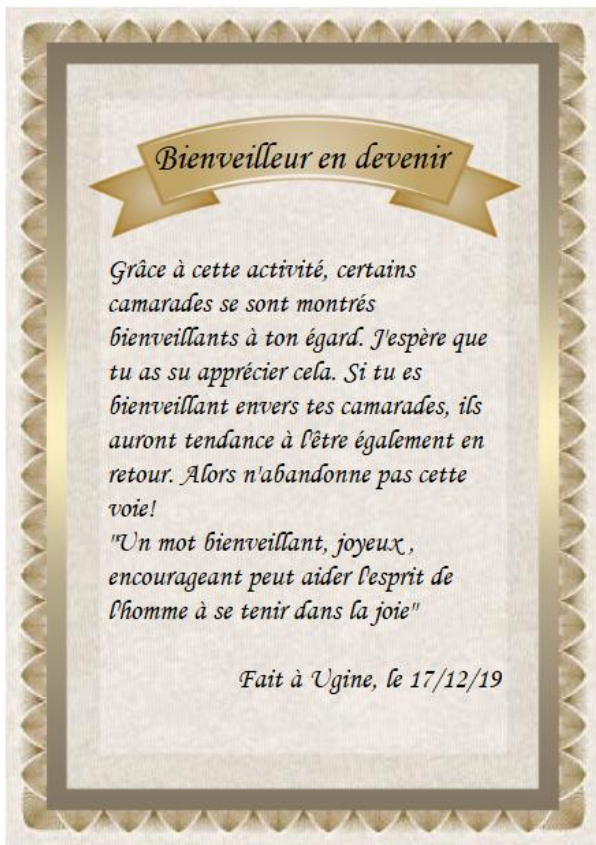 Bienveilleur en devenir
Grâce à cette activité, certains
camarades se sont montrés
bienveillants à ton égard. J'espère que
tu as su apprécier cela. Si tu es
bienveillant envers tes camarades, ils
auront tendance à l'être également en
retour. Alors n'abandonne pas cette
voie!
"Un mot bienveillant, joyeux ,
encourageant peut aider l'esprit de
l'homme à se tenir dans la joie"
Fait à Ugine, le 17/12/19